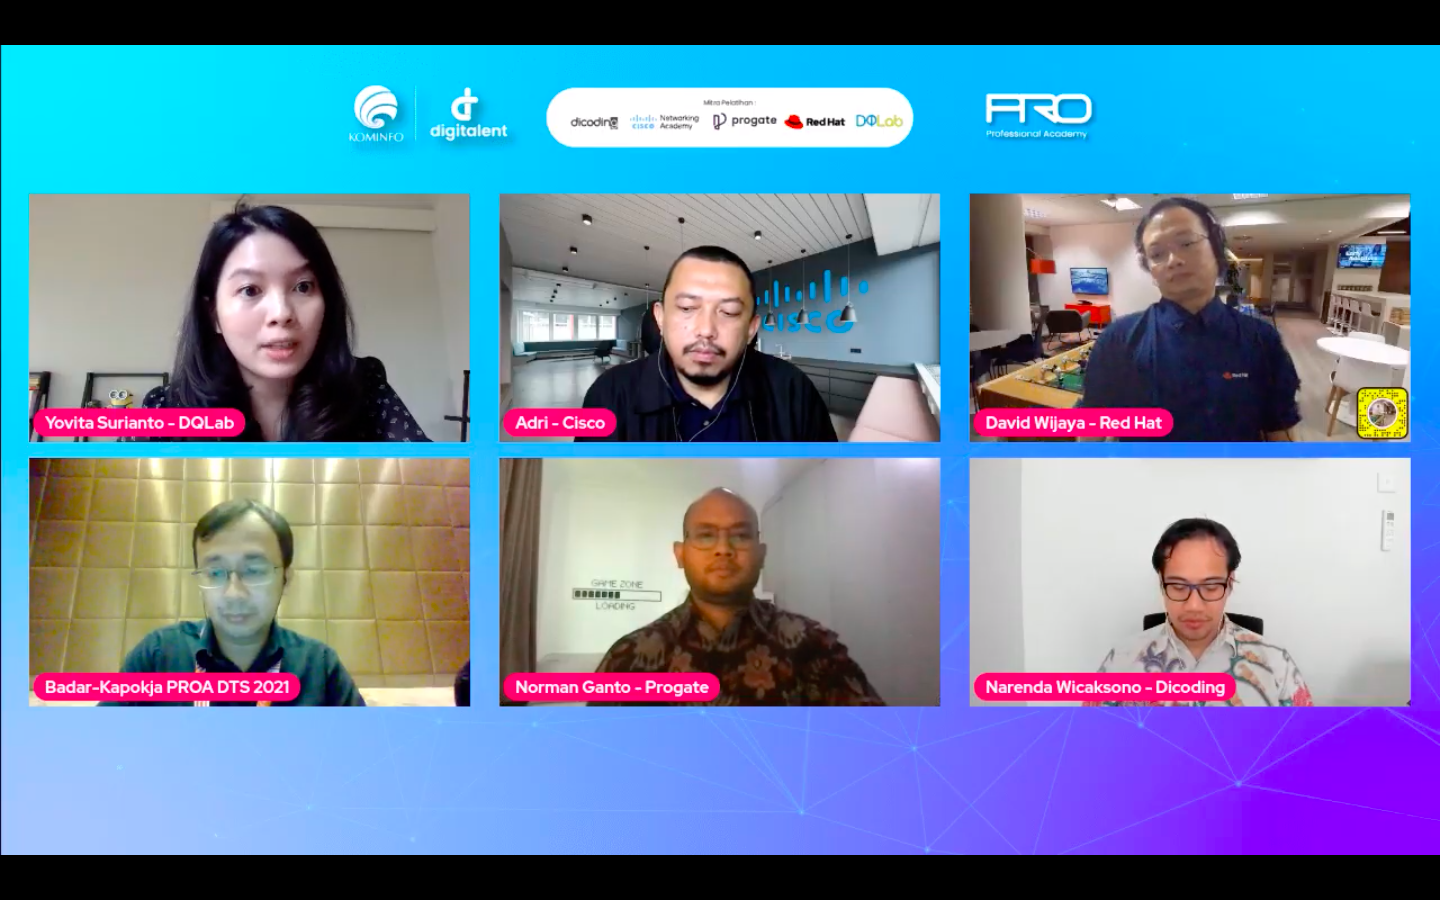 KOMINFO
digitalent
Mitra Pelatihan :
dicoding
CISCO
Networking
Academy
progate
Red Hat
DQLab
PRO
Professional Academy
CISCO
Red Hat
Yovita Surianto - DQLab
Adri - Cisco
David Wijaya - Red Hat
GAME ZONE
LOADING
Badar-Kapokja PROA DTS 2021
Norman Ganto - Progate
Narenda Wicaksono - Dicoding